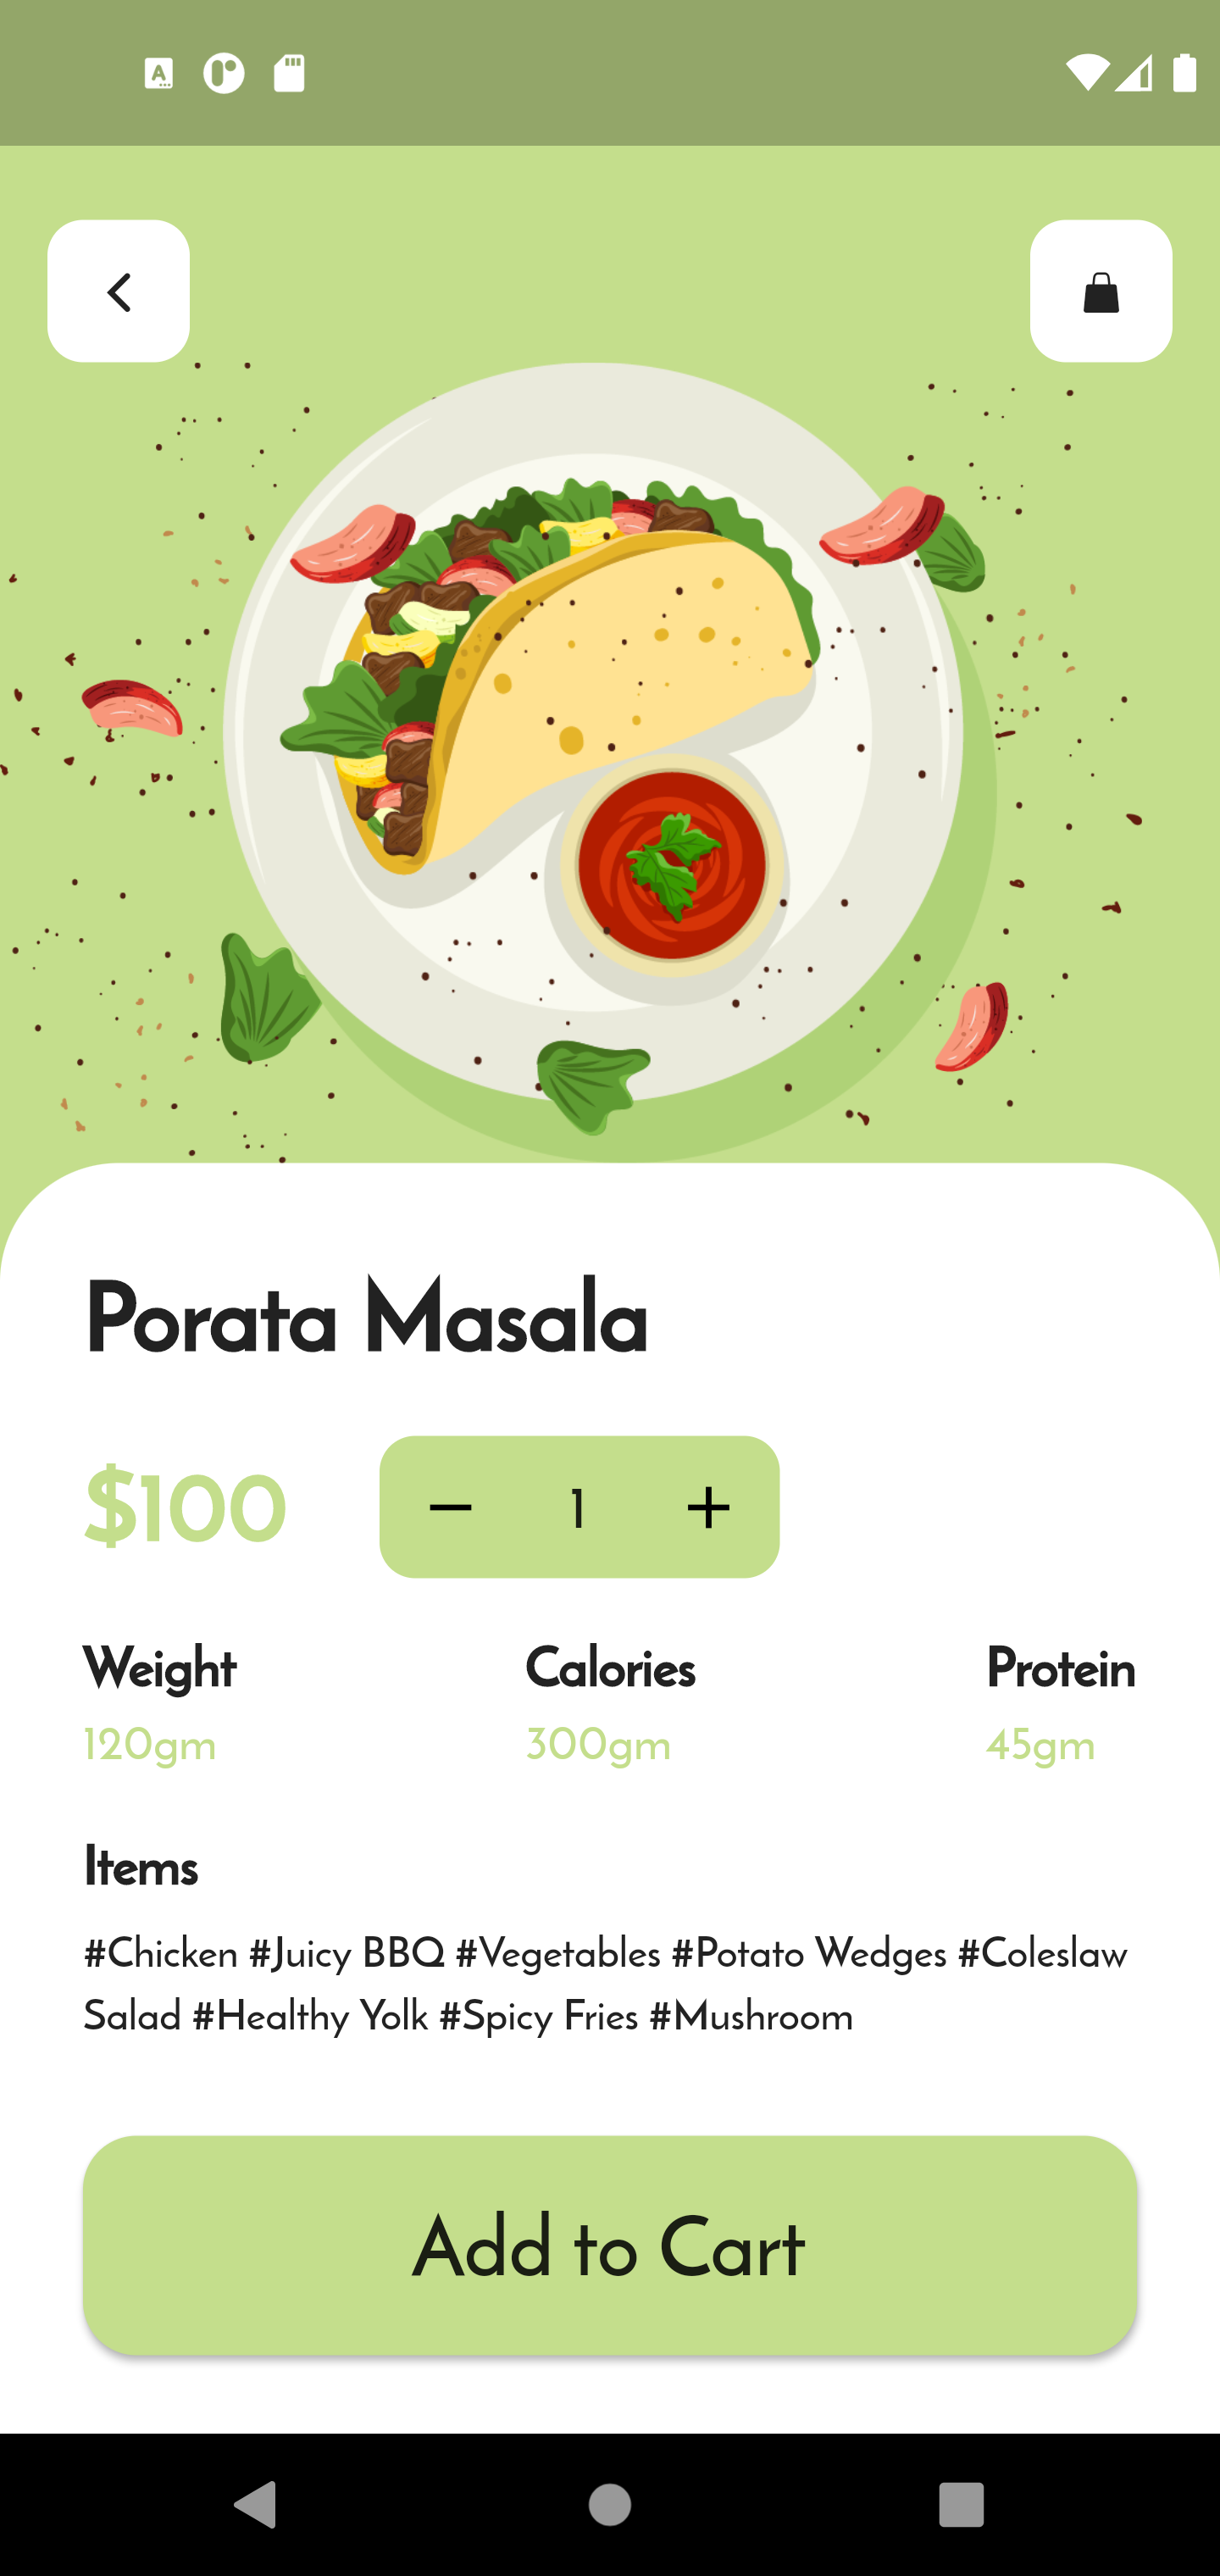 Porata Masala
$100 1
Weight Calories Protein
120gm 300gm 45gm
Items
#Chicken #Juicy BBQ #Vegetables #Potato Wedges #Coleslaw
Salad #Healthy Yolk #Spicy Fries #Mushroom
Add to Cart